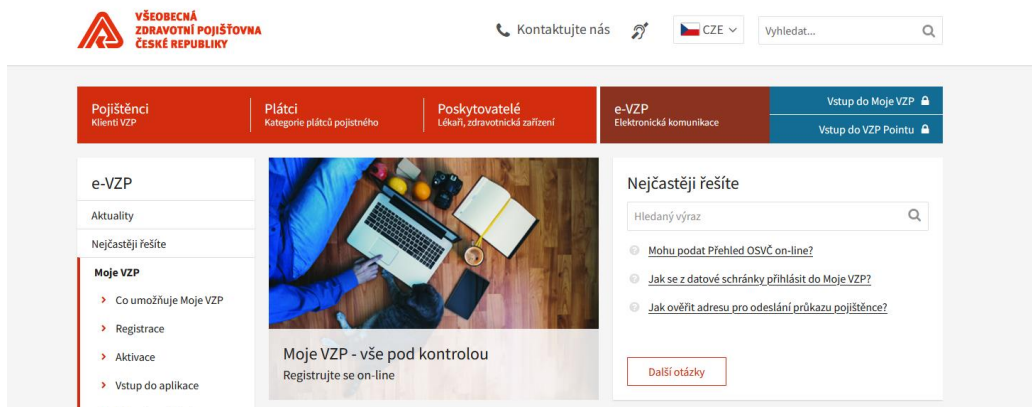 VŠEOBECNÁ
ZDRAVOTNÍ POJIŠŤOVNA
ČESKÉ REPUBLIKY
Kontaktujte nás
CZE
Vyhledat...
Pojištěnci
Klienti VZP
Plátci
Kategorie plátců pojistného
Poskytovatelé
Lékaři, zdravotnická zařízení
e-VZP
Elektronická komunikace
Vstup do Moje VZP
Vstup do VZP Pointu
e-VZP
Aktuality
Nejčastěji řešíte
Moje VZP
Co umožňuje Moje VZP
Registrace
Aktivace
Vstup do aplikace
Moje VZP - vše pod kontrolou
Registrujte se on-line
Nejčastěji řešíte
Hledaný výraz
Mohu podat Přehled OSVČ on-line?
Jak se z datové schránky přihlásit do Moje VZP?
Jak ověřit adresu pro odeslání průkazu pojištěnce?
Další otázky